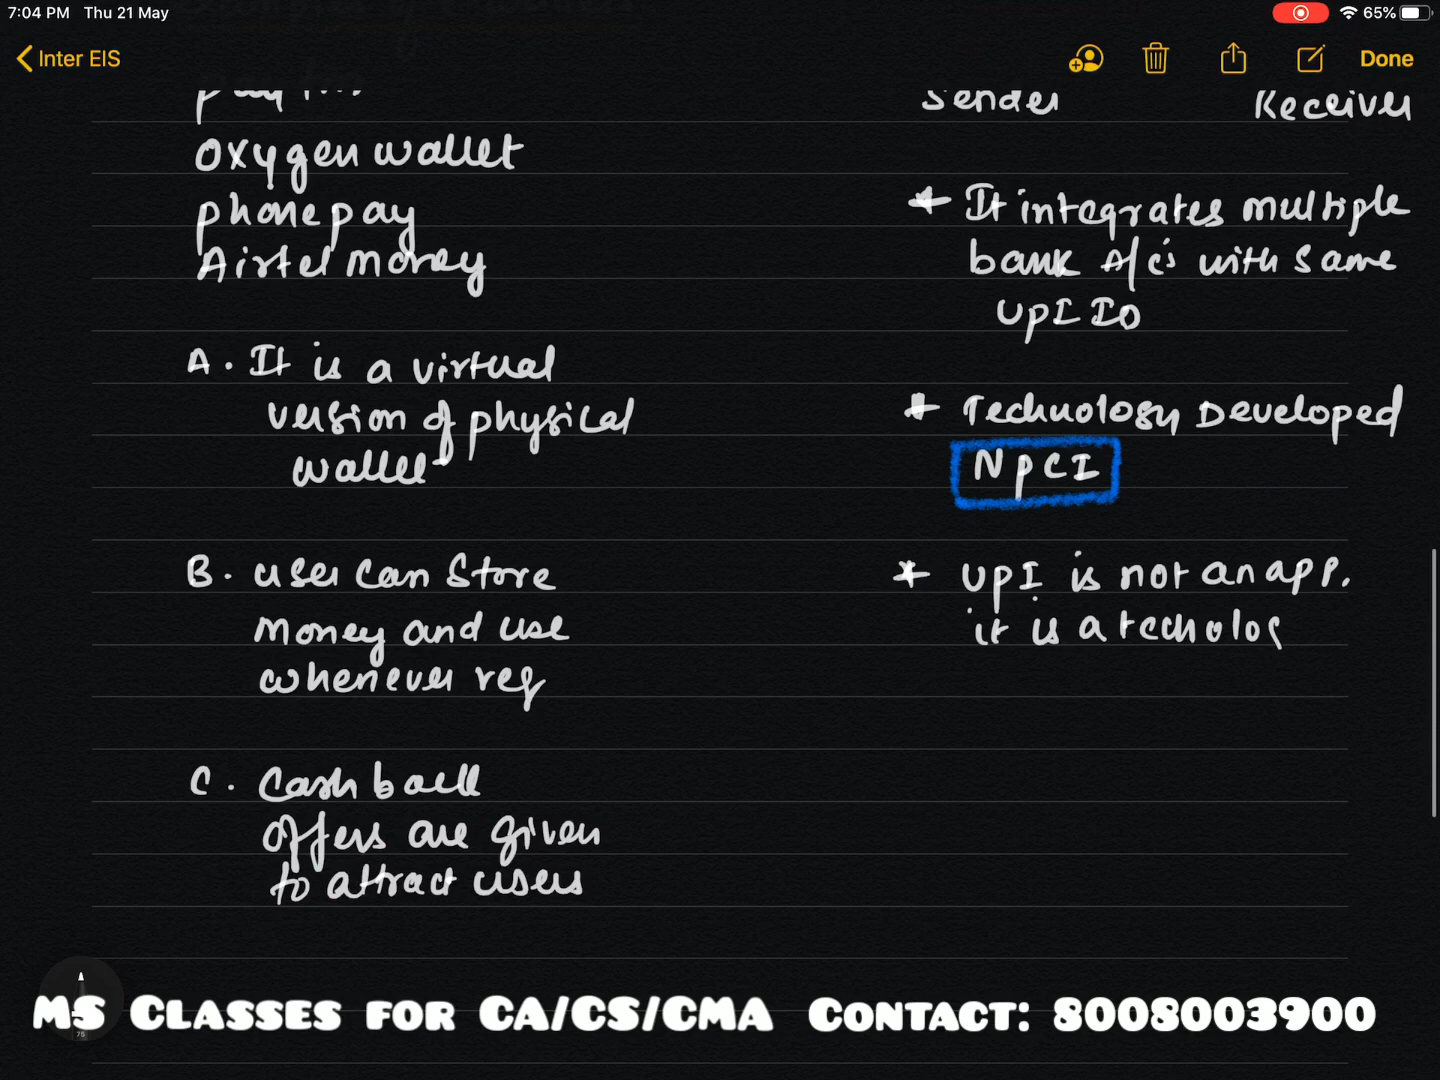 7:04 PM Thu 21 May
65%
Inter EIS
Done
Sender Receiver
oxygen wallet
phonepay
Airtel money
A. It is a virtual
version of physical
wallet
B. user can store
money and use
whenever req
C. Cash back
offers are given
to attract users
* It integrates multiple
bank A/c's with same
UPI ID
* Technology Developed
NPCI
* UPI is not an app.
it is a techolog
MS Classes for CA/CS/CMA Contact: 8008003900